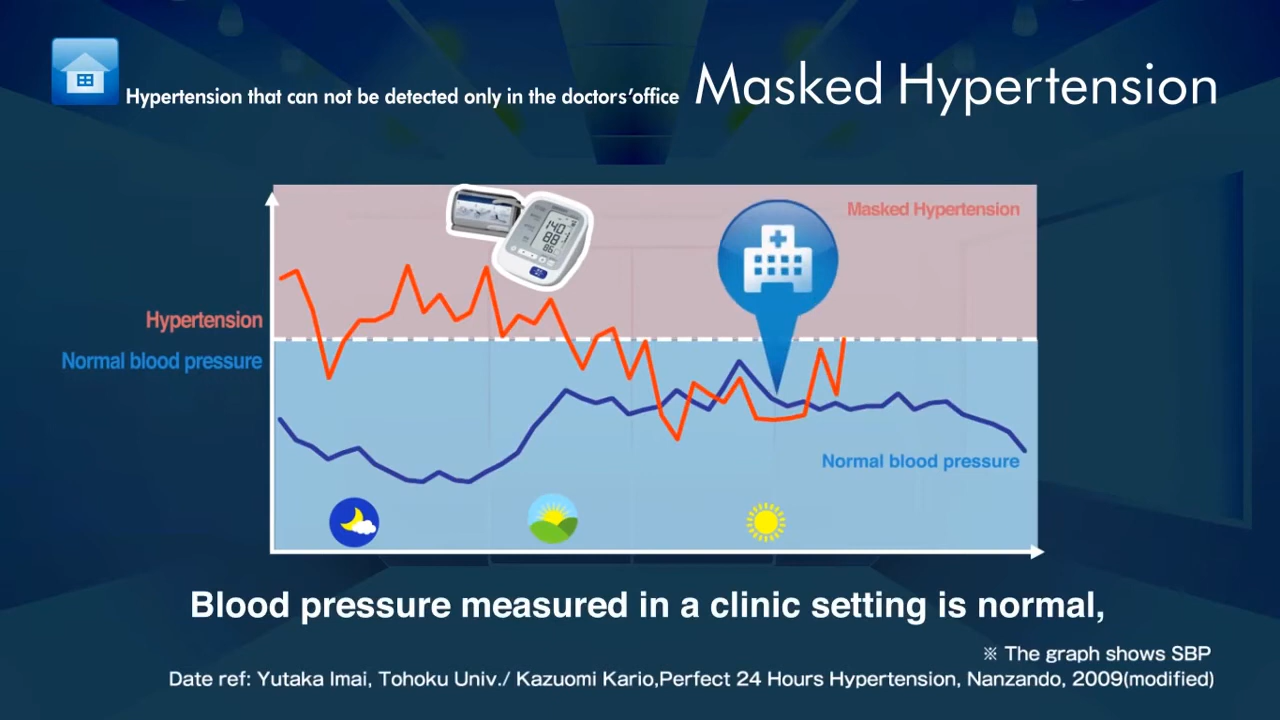 Hypertension that can not be detected only in the doctors'office Masked Hypertension
Masked Hypertension
Hypertension
Normal blood pressure
Normal blood pressure
Blood pressure measured in a clinic setting is normal,
※ The graph shows SBP
Date ref: Yutaka Imai, Tohoku Univ./ Kazuomi Kario,Perfect 24 Hours Hypertension, Nanzando, 2009(modified)